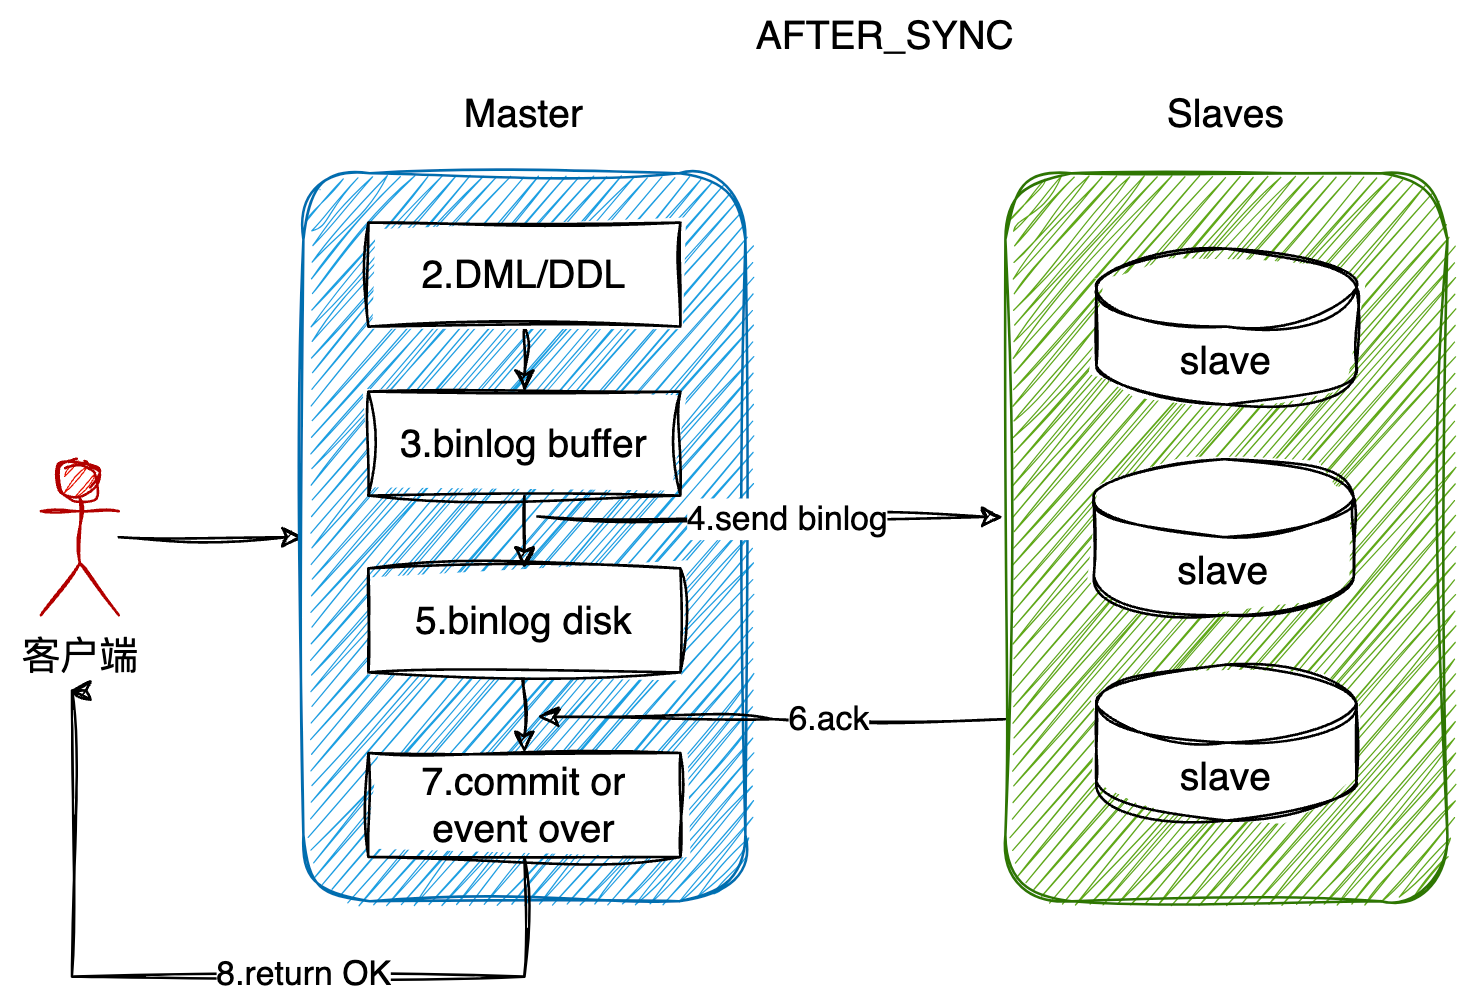 AFTER_SYNC
Master
Slaves
2.DML/DDL
slave
3.binlog buffer
4.send binlog
slave
5.binlog disk
客户端
6.ack
slave
7.commit or
event over
8.return OK